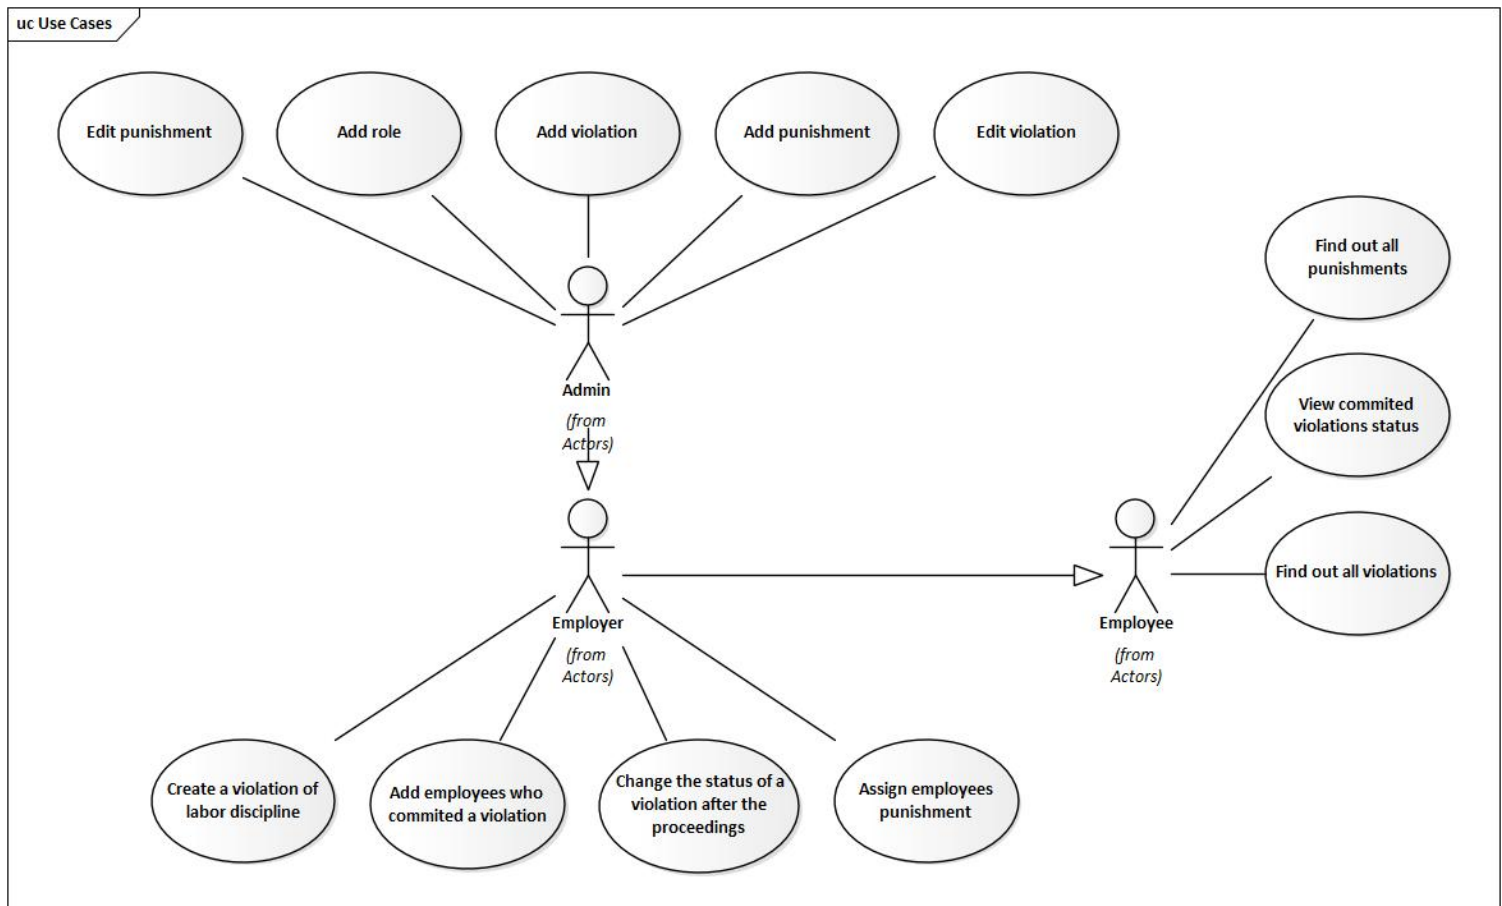 uc Use Cases
Edit punishment
Add role
Add violation
Add punishment
Edit violation
Find out all
punishments
View commited
violations status
Find out all violations
Admin
(from
Actors)
Employer
(from
Actors)
Employee
(from
Actors)
Create a violation of
labor discipline
Add employees who
commited a violation
Change the status of a
violation after the
proceedings
Assign employees
punishment